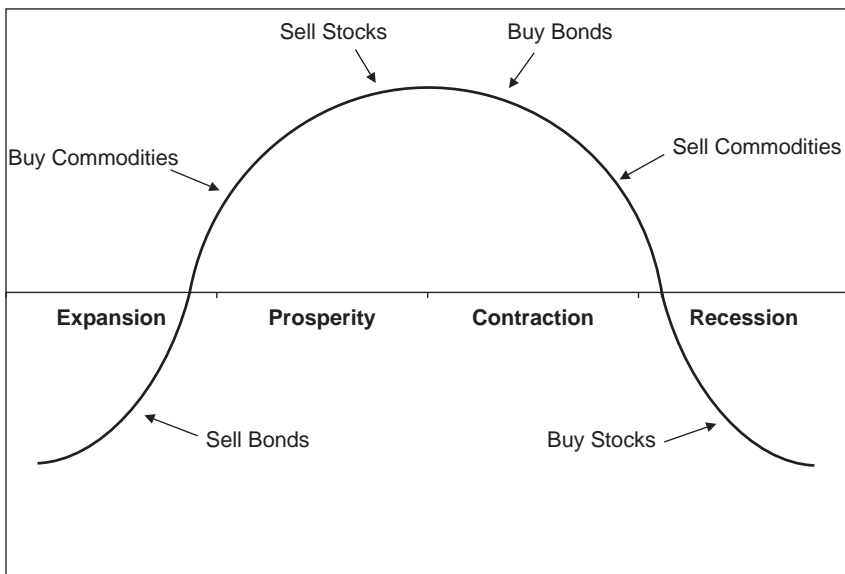 Sell Stocks
Buy Bonds
Buy Commodities
Sell Commodities
Expansion
Prosperity
Contraction
Recession
Sell Bonds
Buy Stocks